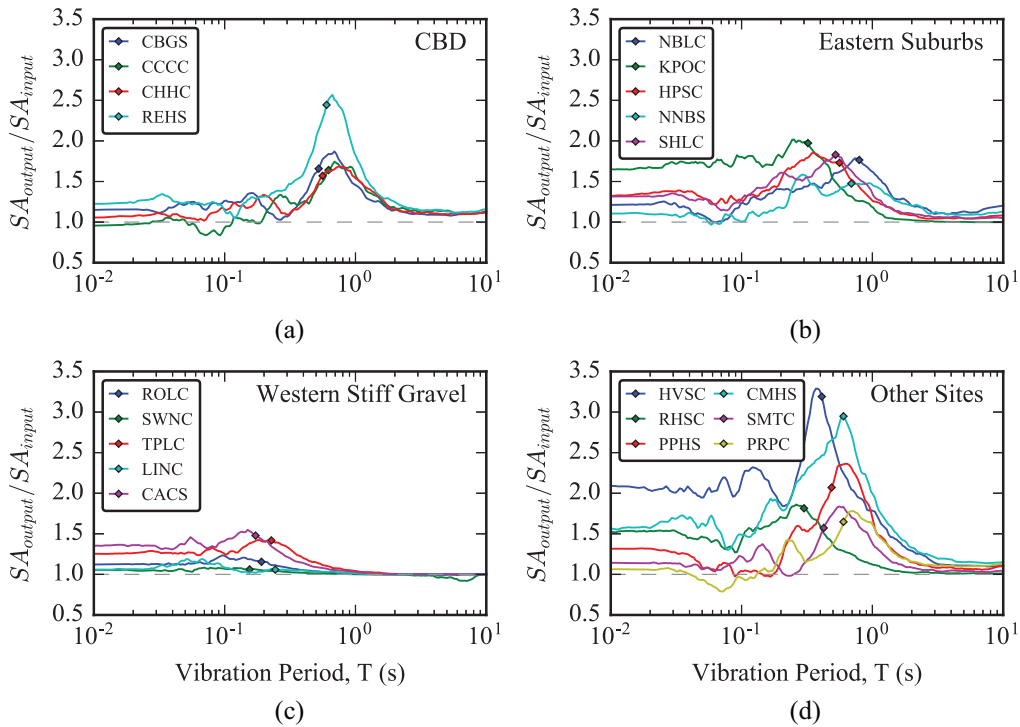 CBD
CBGS
CCCC
CHHC
REHS
SA_output/SA_input
3.5
3.0
2.5
2.0
1.5
1.0
0.5
10^-2 10^-1 10^0 10^1
(a)
Eastern Suburbs
NBLC
KPOC
HPSC
NNBS
SHLC
SA_output/SA_input
3.5
3.0
2.5
2.0
1.5
1.0
0.5
10^-2 10^-1 10^0 10^1
(b)
Western Stiff Gravel
ROLC
SWNC
TPLC
LINC
CACS
SA_output/SA_input
3.5
3.0
2.5
2.0
1.5
1.0
0.5
10^-2 10^-1 10^0 10^1
Vibration Period, T (s)
(c)
Other Sites
HVSC CMHS
RHSC SMTC
PPHS PRPC
SA_output/SA_input
3.5
3.0
2.5
2.0
1.5
1.0
0.5
10^-2 10^-1 10^0 10^1
Vibration Period, T (s)
(d)